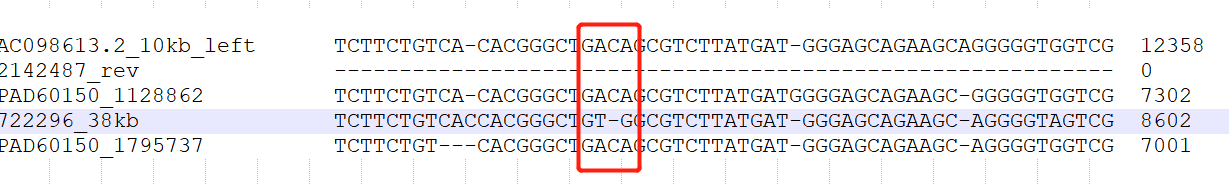 AC098613.2_10kb_left TCTTCTGTCA-CACGGGCTGACAGCGTCTTATGAT-GGGAGCAGAAGCAGGGGGTGGTCG 12358
2142487_rev ------------------------------------------------------------ 0
PAD60150_1128862 TCTTCTGTCA-CACGGGCTGACAGCGTCTTATGATGGGGAGCAGAAGC-GGGGGTGGTCG 7302
722296_38kb TCTTCTGTCACCACGGGCTGT-GGCGTCTTATGAT-GGGAGCAGAAGC-AGGGGTAGTCG 8602
PAD60150_1795737 TCTTCTGT---CACGGGCTGACAGCGTCTTATGAT-GGGAGCAGAAGC-AGGGGTGGTCG 7001